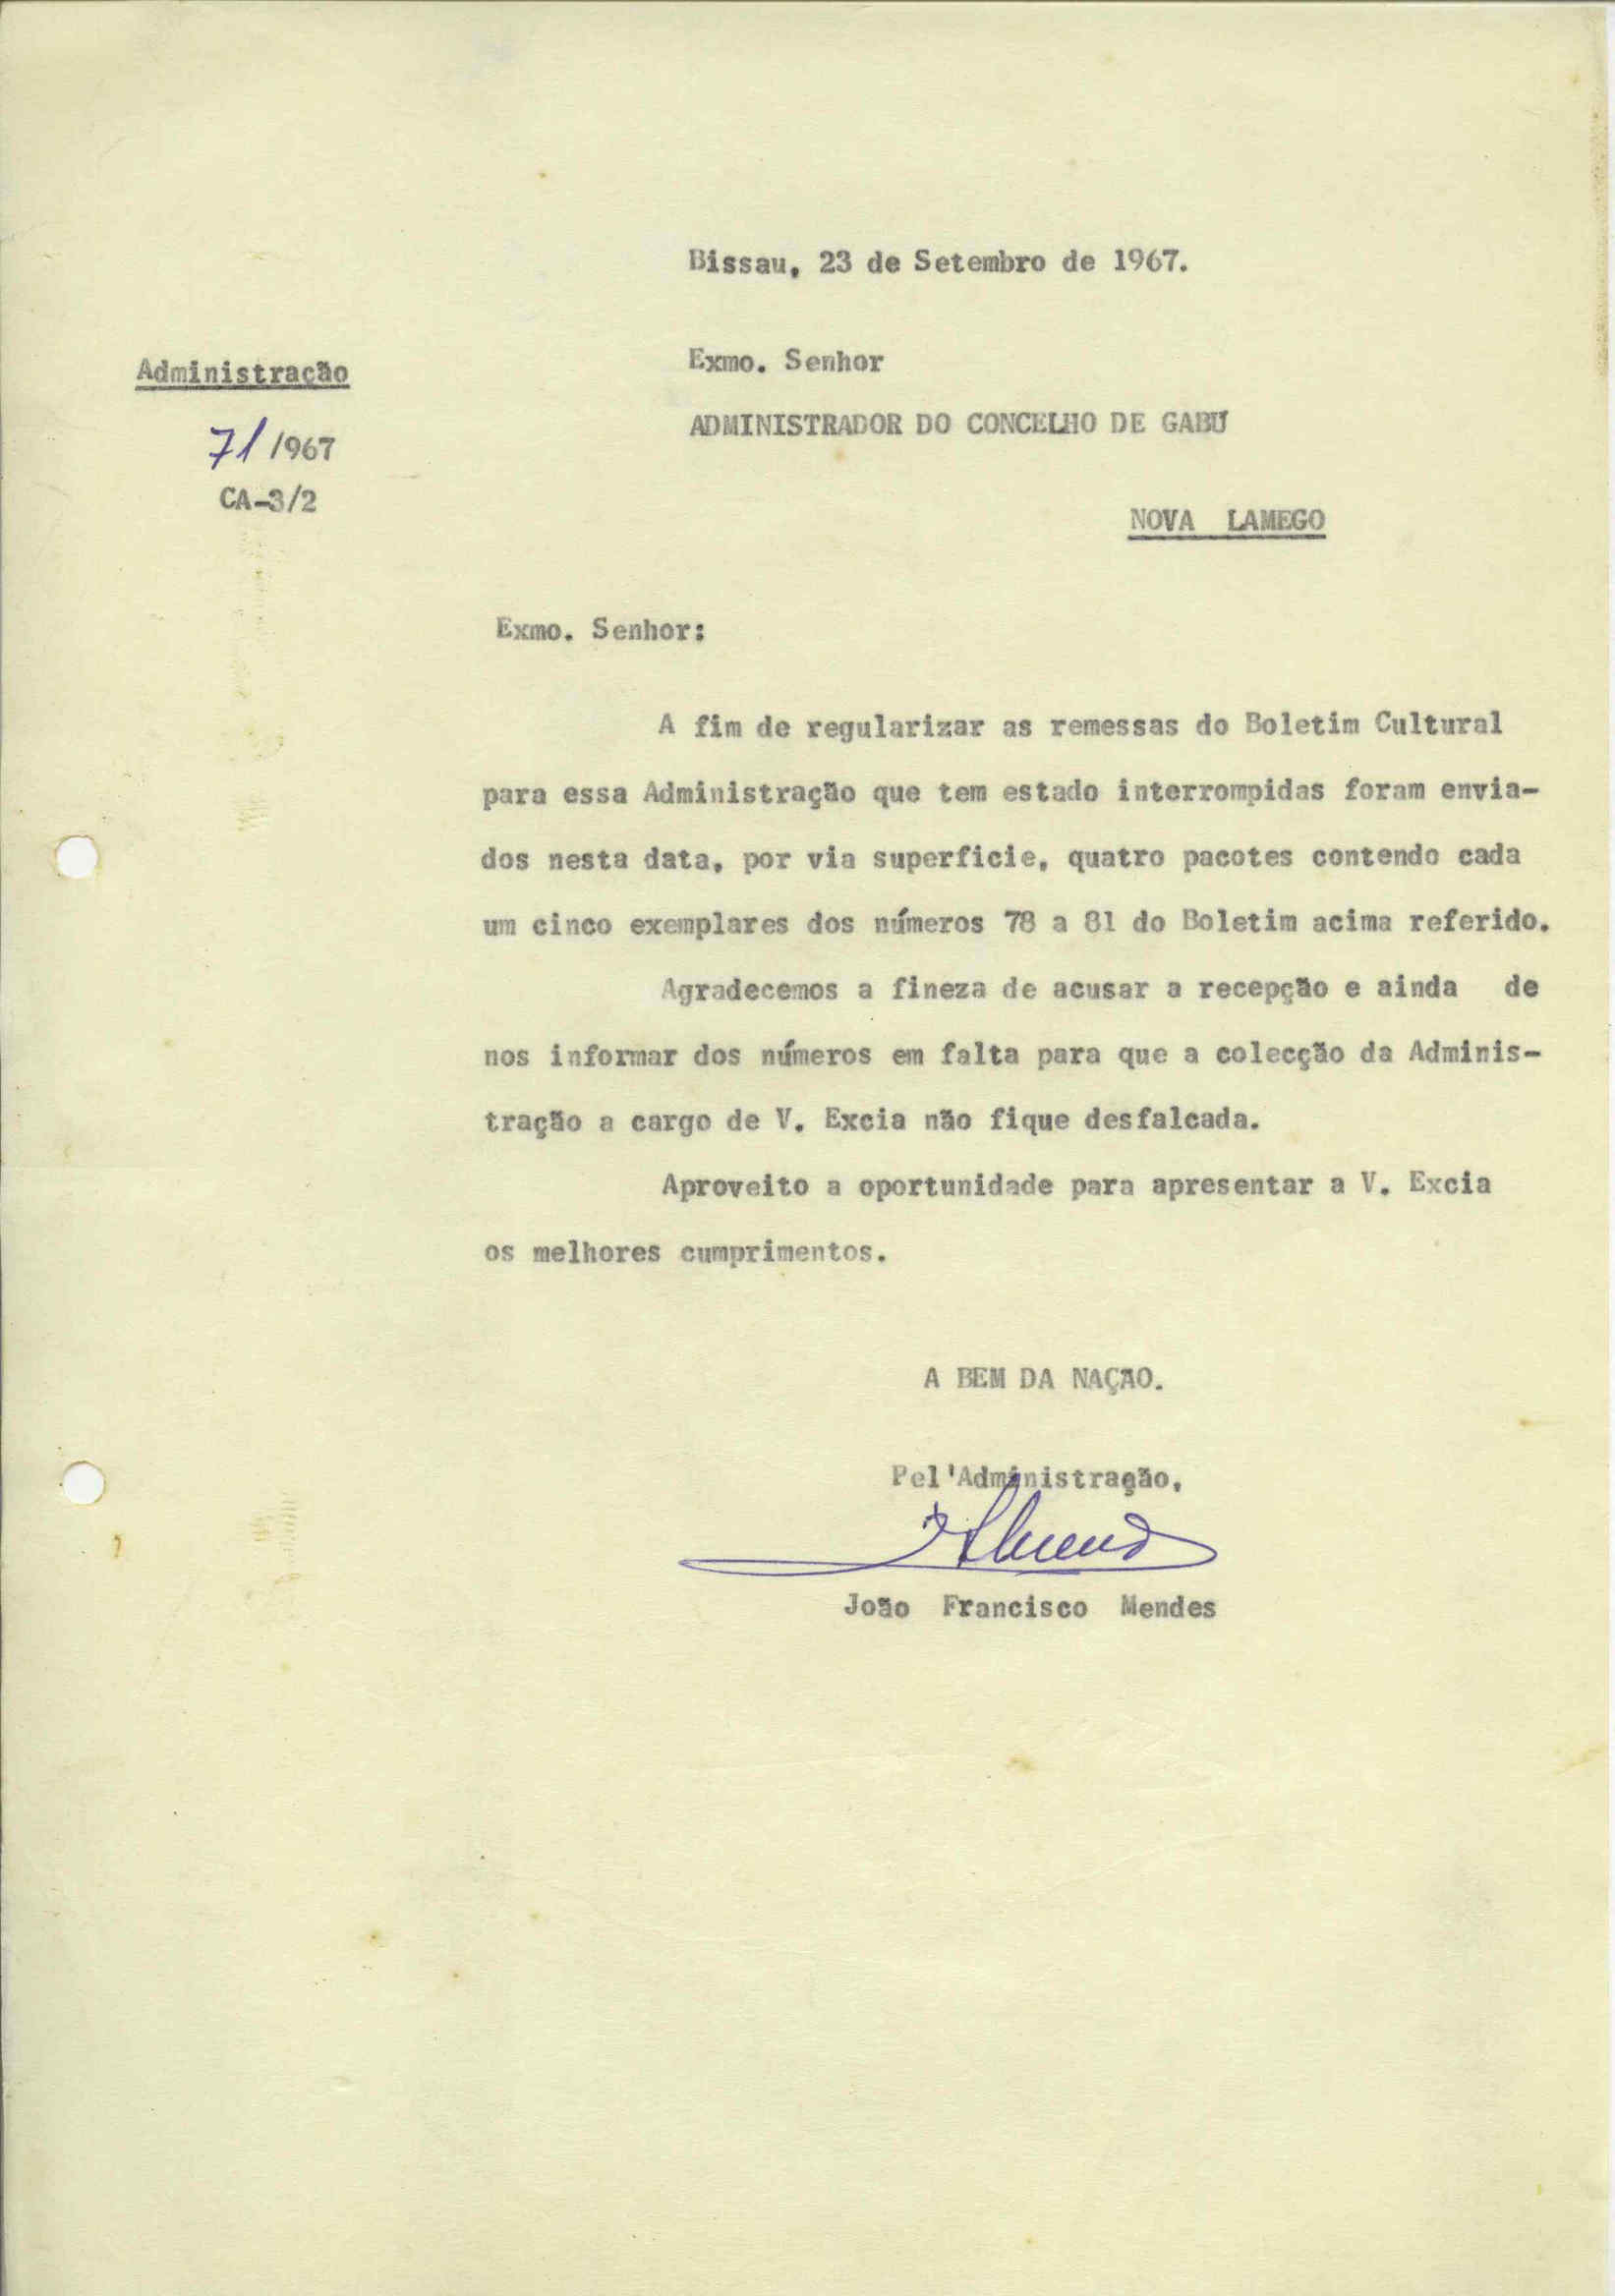 Bissau, 23 de Setembro de 1967.
Administração
71/967
CA-3/2
Exmo. Senhor
ADMINISTRADOR DO CONCELHO DE GABÚ
NOVA LAMEGO
Exmo. Senhor:
A fim de regularizar as remessas do Boletim Cultural
para essa Administração que tem estado interrompidas foram envia-
dos nesta data, por via superficie, quatro pacotes contendo cada
um cinco exemplares dos números 78 a 81 do Boletim acima referido.
Agradecemos a fineza de acusar a recepção e ainda de
nos informar dos números em falta para que a colecção da Adminis-
tração a cargo de V. Excia não fique desfalcada.
Aproveito a oportunidade para apresentar a V. Excia
os melhores cumprimentos.
A BEM DA NAÇÃO.
Pel'Administração,
João Francisco Mendes